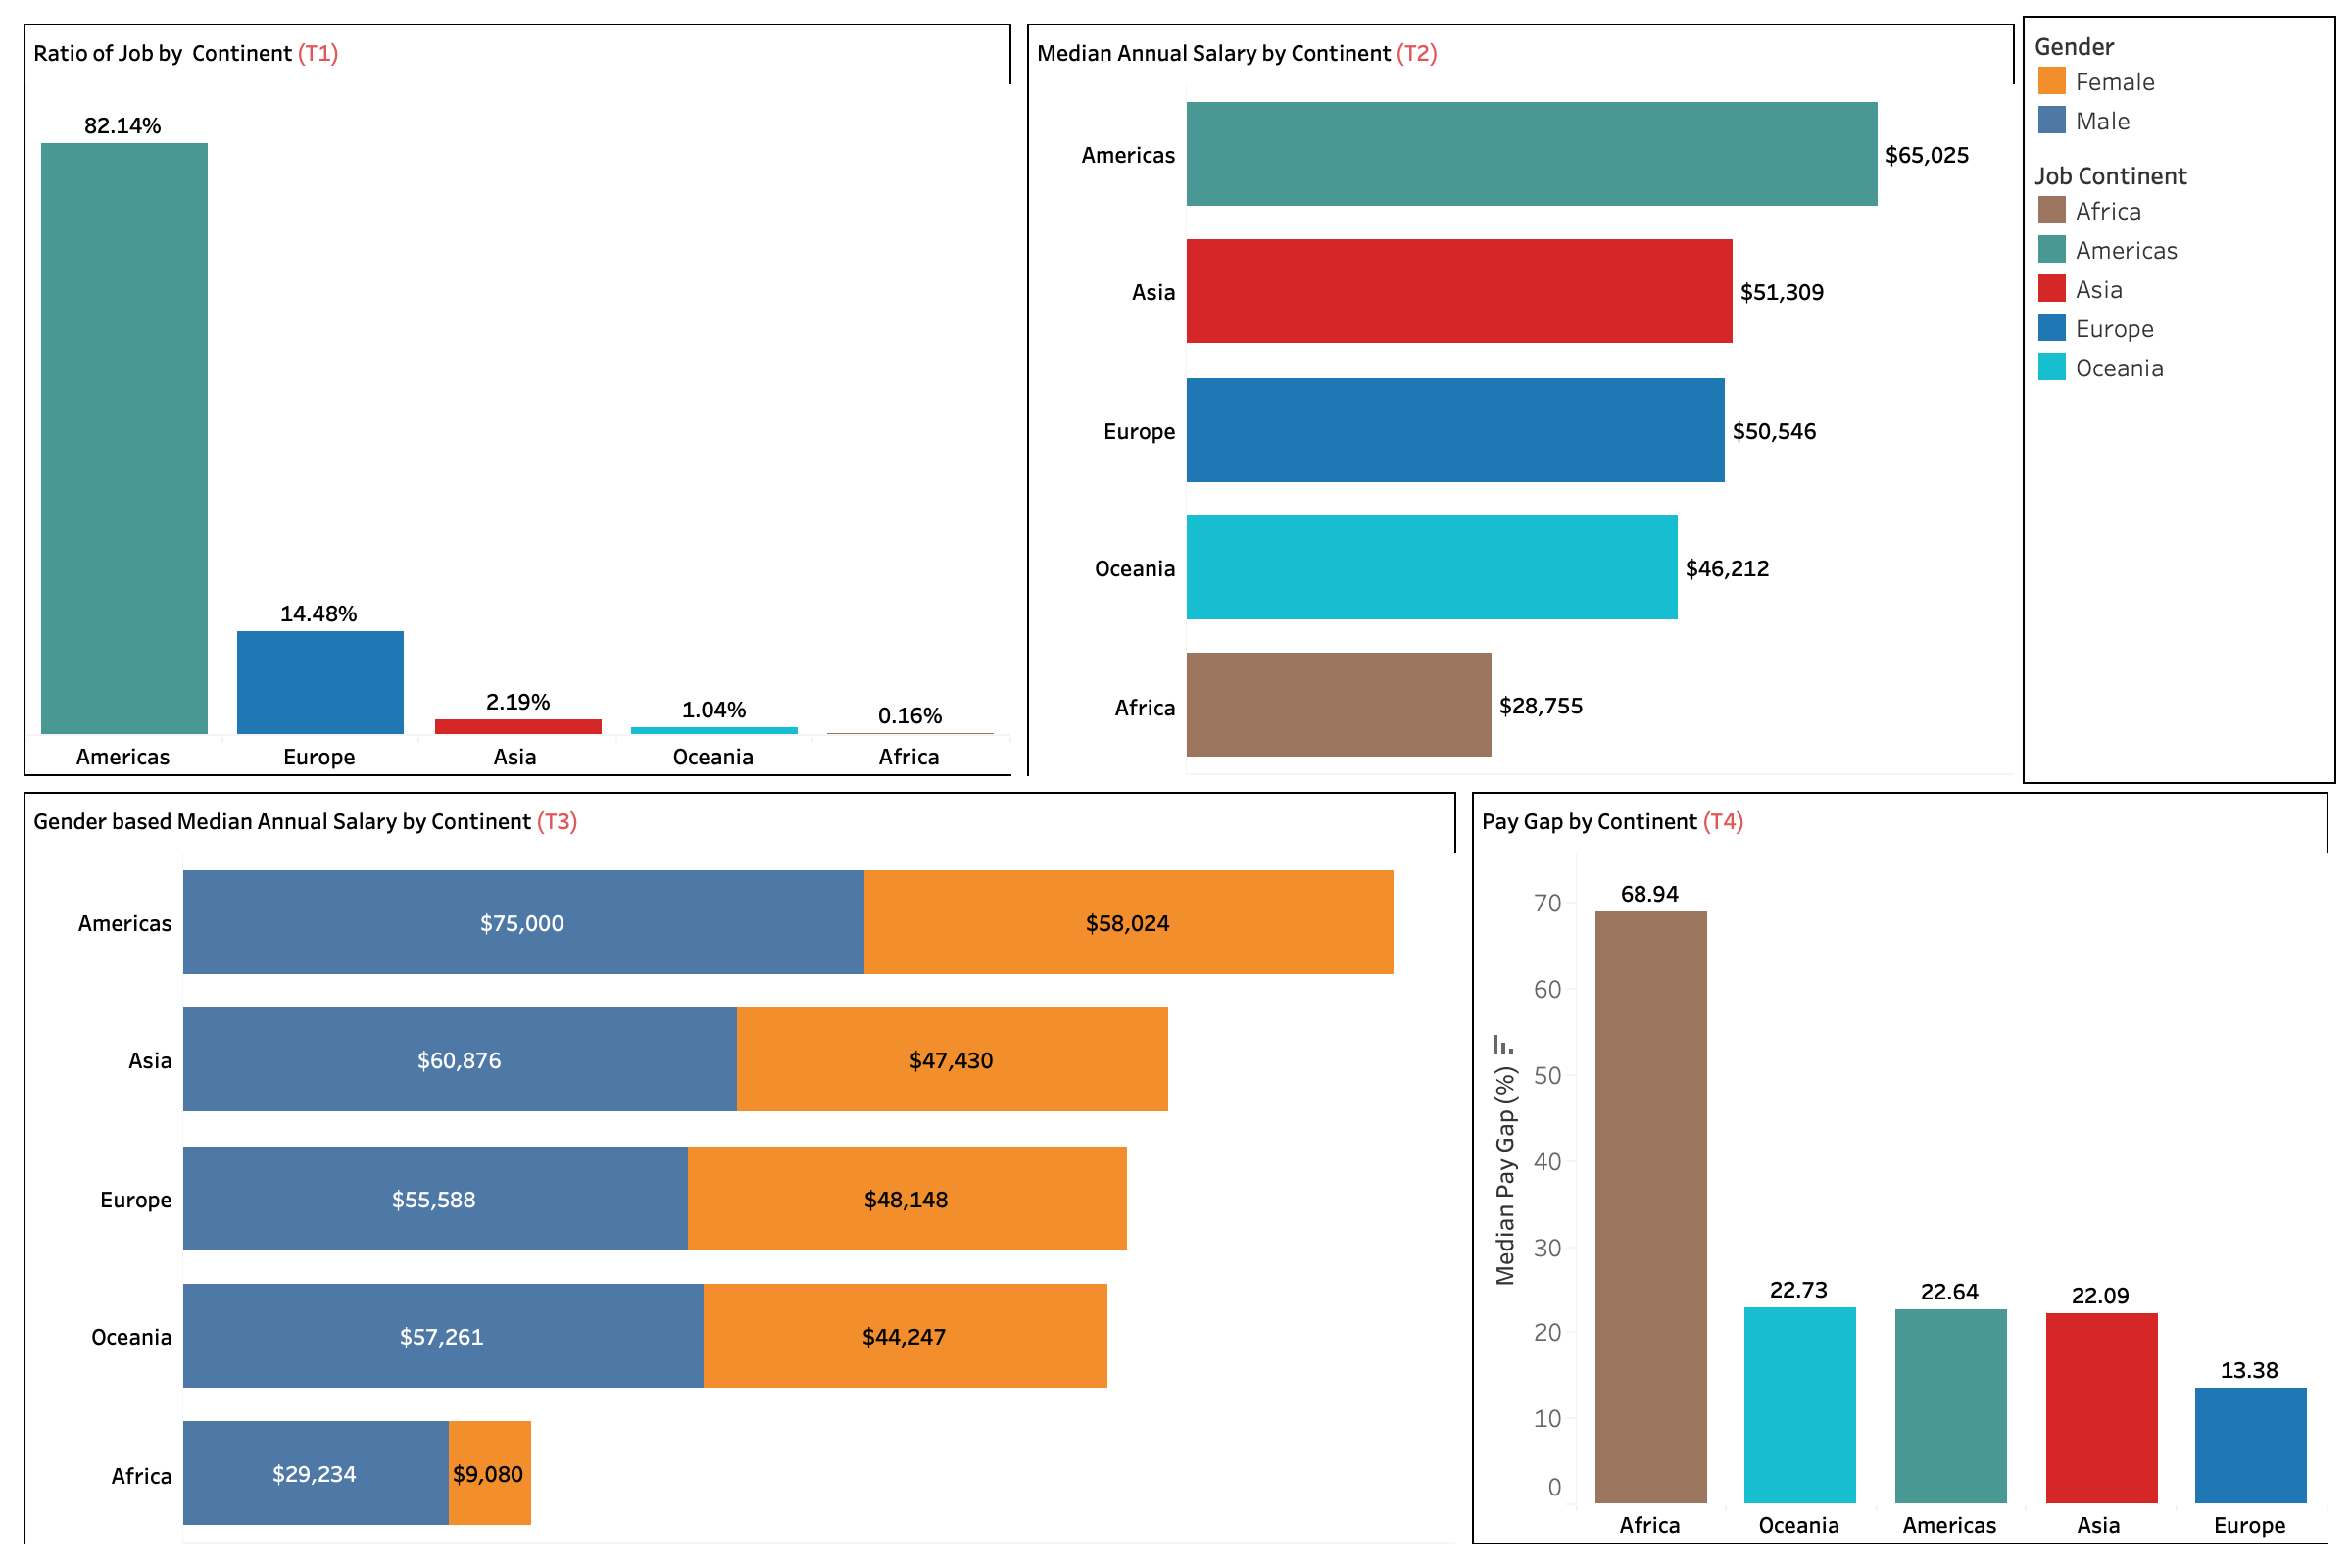 Ratio of Job by  Continent (T1)
82.14%
14.48%
2.19%
1.04%
0.16%
Americas
Europe
Asia
Oceania
Africa
Median Annual Salary by Continent (T2)
Americas
$65,025
Asia
$51,309
Europe
$50,546
Oceania
$46,212
Africa
$28,755
Gender
Female
Male
Job Continent
Africa
Americas
Asia
Europe
Oceania
Gender based Median Annual Salary by Continent (T3)
Americas
$75,000
$58,024
Asia
$60,876
$47,430
Europe
$55,588
$48,148
Oceania
$57,261
$44,247
Africa
$29,234
$9,080
Pay Gap by Continent (T4)
Median Pay Gap (%)
70
60
50
40
30
20
10
0
68.94
22.73
22.64
22.09
13.38
Africa
Oceania
Americas
Asia
Europe